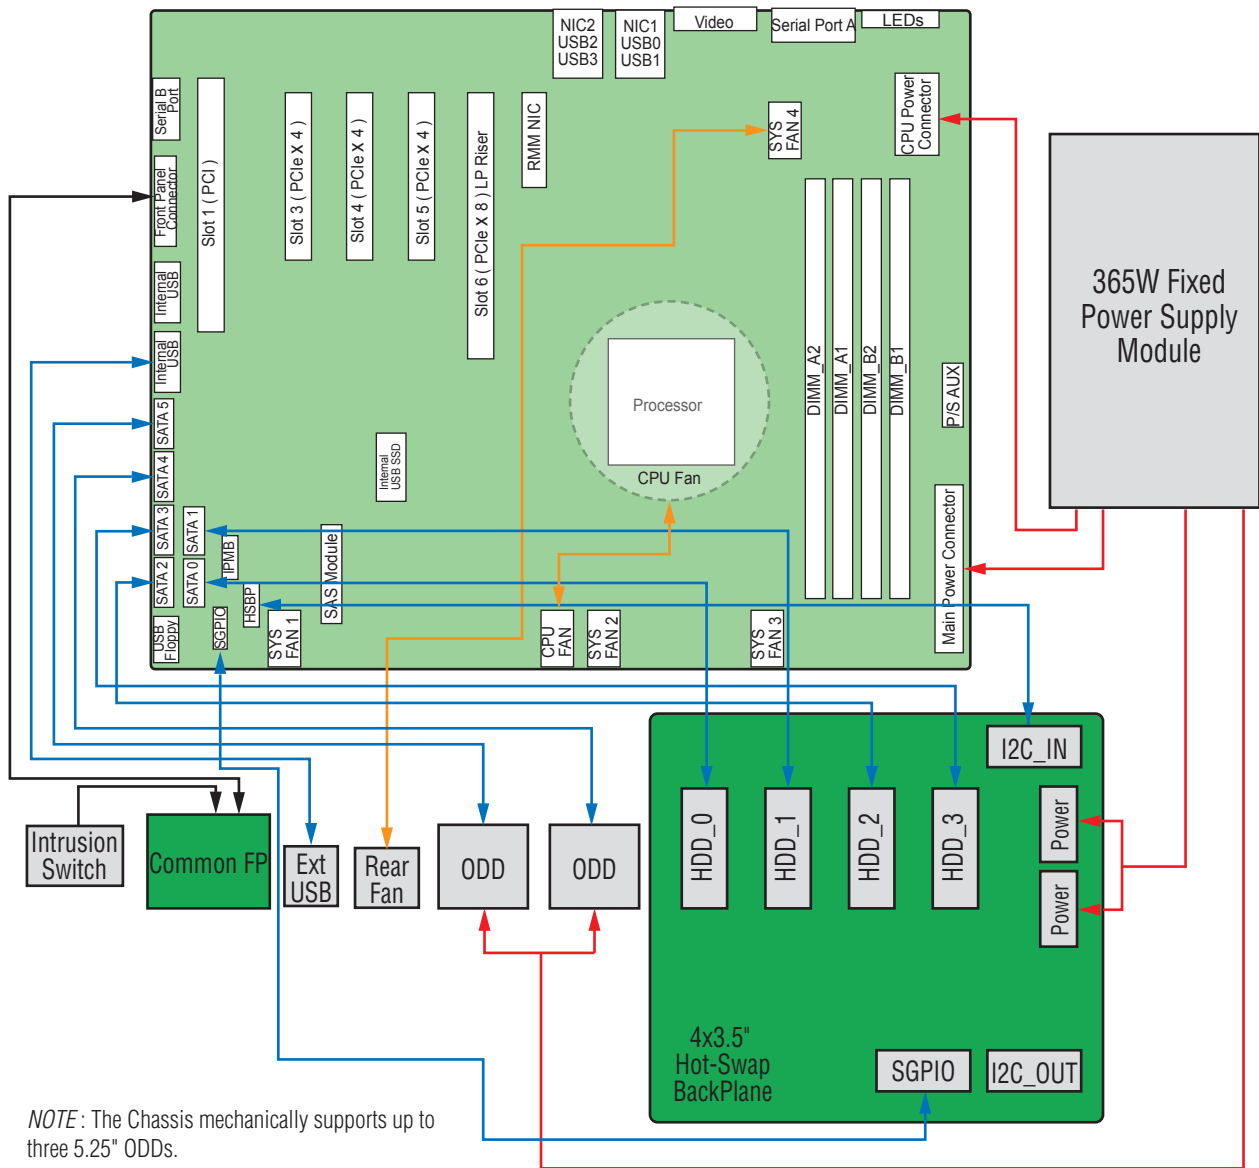 NIC2
USB2
USB3
NIC1
USB0
USB1
Video
Serial Port A
LEDs
Serial B
Port
Front Panel
Connector
Internal
USB
Internal
USB
SATA 5
SATA 4
SATA 3
SATA 2
SATA 1
SATA 0
USB
Floppy
SGPIO
IPMB
HSBP
Slot 1 ( PCI )
Slot 3 ( PCIe X 4 )
Slot 4 ( PCIe X 4 )
Slot 5 ( PCIe X 4 )
Slot 6 ( PCIe X 8 ) LP Riser
RMM NIC
SYS
FAN 4
CPU Power
Connector
Processor
CPU Fan
DIMM_A2
DIMM_A1
DIMM_B2
DIMM_B1
P/S AUX
Main Power Connector
Internal
USB SSD
SAS Module
SYS
FAN 1
CPU
FAN
SYS
FAN 2
SYS
FAN 3
365W Fixed
Power Supply
Module
Intrusion
Switch
Common FP
Ext
USB
Rear
Fan
ODD
ODD
HDD_0
HDD_1
HDD_2
HDD_3
I2C_IN
Power
Power
4x3.5"
Hot-Swap
BackPlane
SGPIO
I2C_OUT
NOTE : The Chassis mechanically supports up to
three 5.25" ODDs.